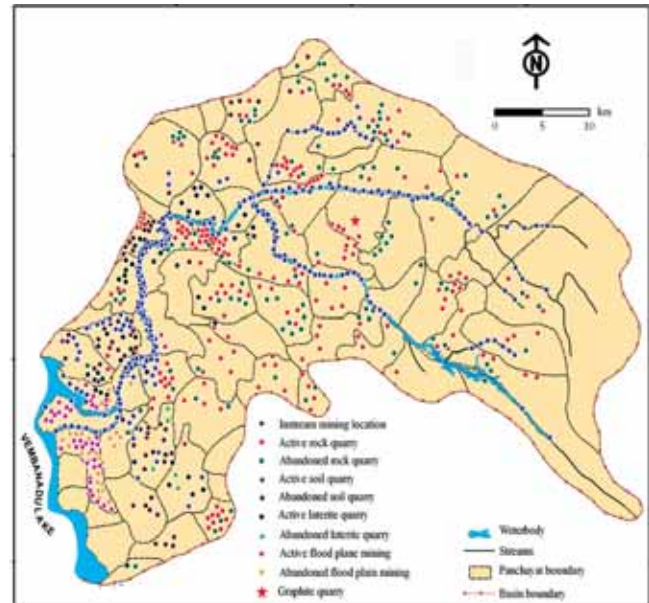 N
km
0 5 10
VEMBANADU LAKE
Instream mining location
Active rock quarry
Abandoned rock quarry
Active soil quarry
Abandoned soil quarry
Active laterite quarry
Abandoned laterite quarry
Active flood plane mining
Abandoned flood plain mining
Graphite quarry
Waterbody
Streams
Panchayat boundary
Basin boundary